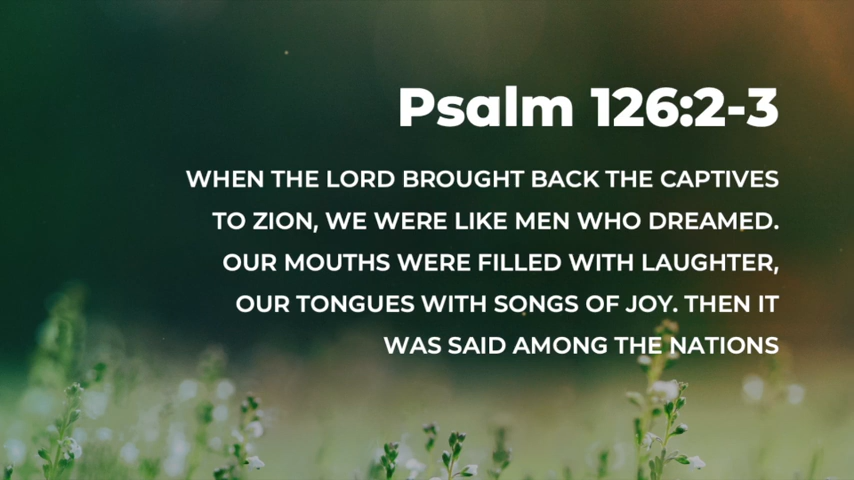 Psalm 126:2-3
WHEN THE LORD BROUGHT BACK THE CAPTIVES
TO ZION, WE WERE LIKE MEN WHO DREAMED.
OUR MOUTHS WERE FILLED WITH LAUGHTER,
OUR TONGUES WITH SONGS OF JOY. THEN IT
WAS SAID AMONG THE NATIONS